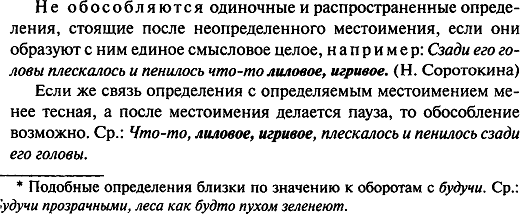 Не обособляются одиночные и распространенные опреде-
ления, стоящие после неопределенного местоимения, если они
образуют с ним единое смысловое целое, например: Сзади его го-
ловы плескалось и пенилось что-то лиловое, игривое. (Н. Соротокина)
Если же связь определения с определяемым местоимением ме-
нее тесная, а после местоимения делается пауза, то обособление
возможно. Ср.: Что-то, лиловое, игривое, плескалось и пенилось сзади
его головы.
* Подобные определения близки по значению к оборотам с будучи. Ср.:
Будучи прозрачными, леса как будто пухом зеленеют.